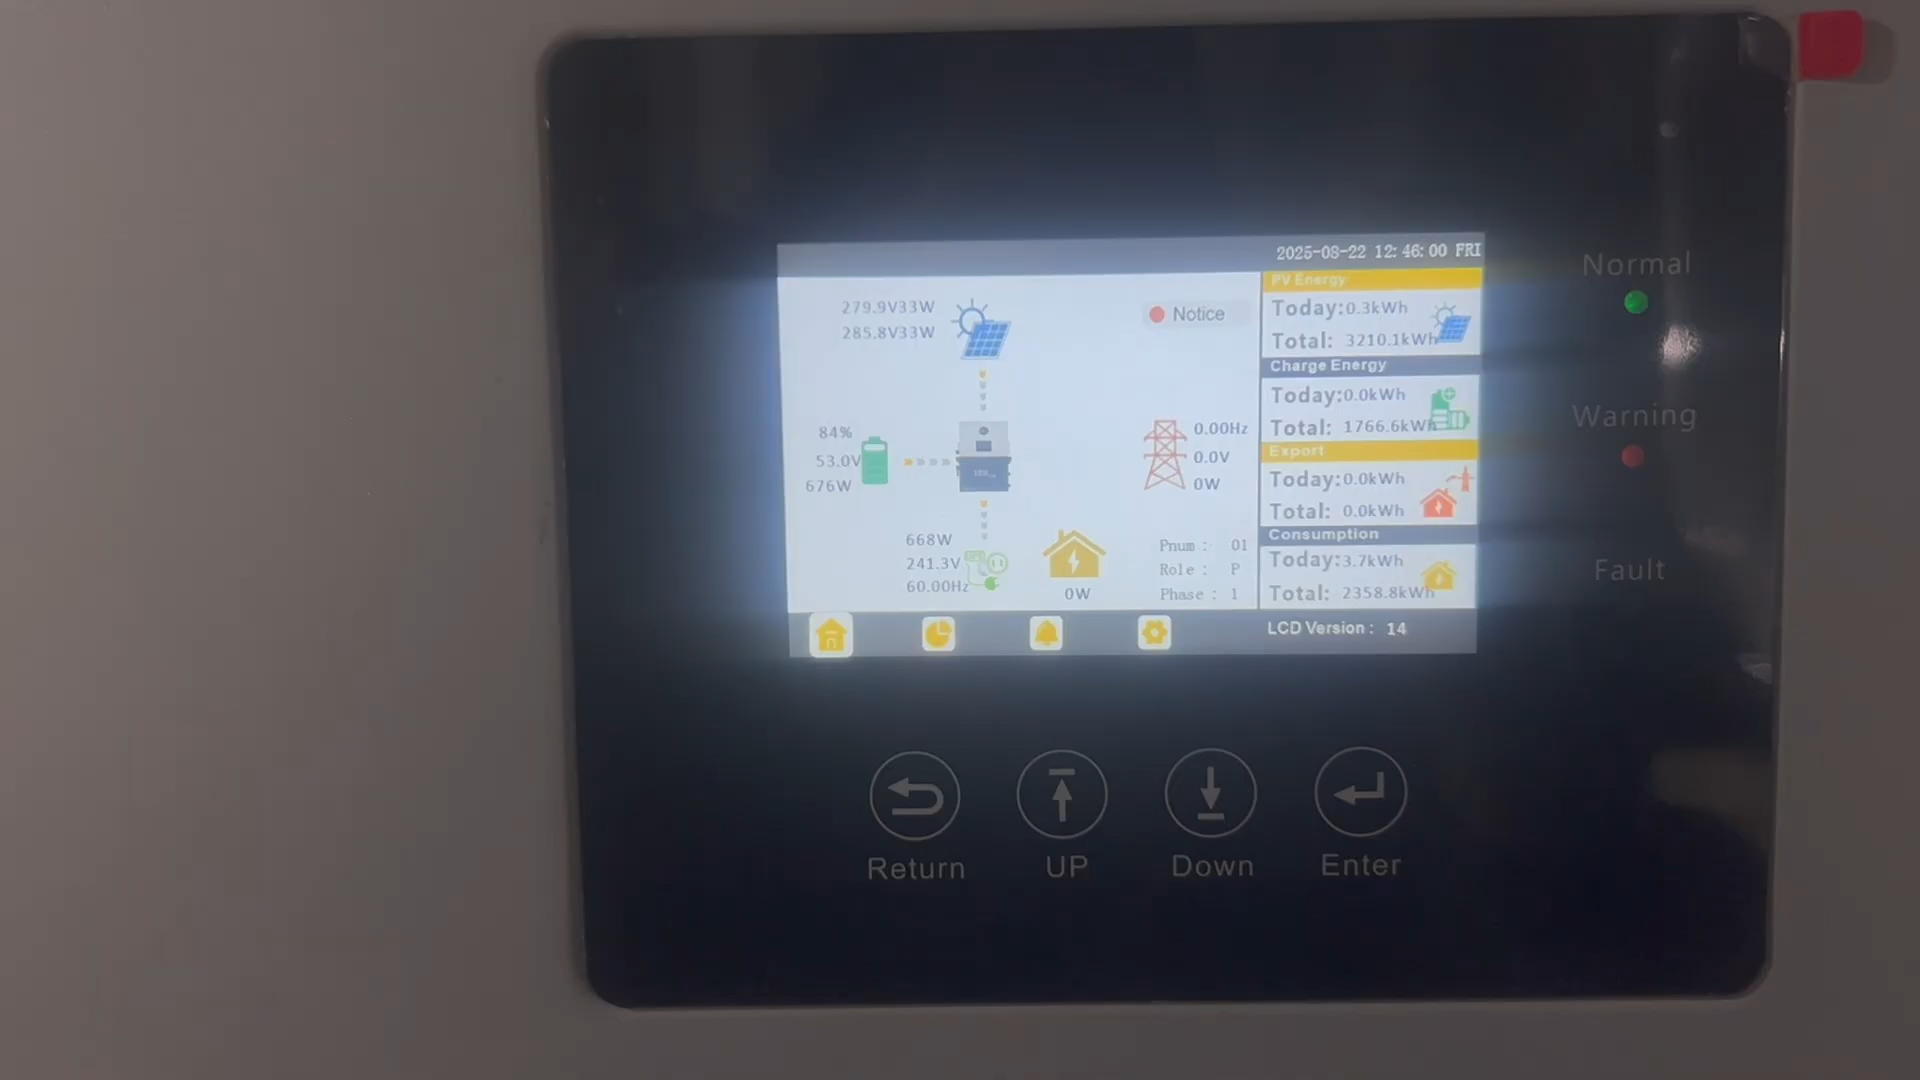 2025-08-22 12:46:00 FRI
279.9V33W
285.8V33W
Notice
84%
53.0V
676W
0.00Hz
0.0V
0W
668W
241.3V
60.00Hz
0W
Pnum : 01
Role : P
Phase : 1
PV Energy
Today:0.3kWh
Total: 3210.1kWh
Charge Energy
Today:0.0kWh
Total: 1766.6kWh
Export
Today:0.0kWh
Total: 0.0kWh
Consumption
Today:3.7kWh
Total: 2358.8kWh
LCD Version : 14
Normal
Warning
Fault
Return
UP
Down
Enter